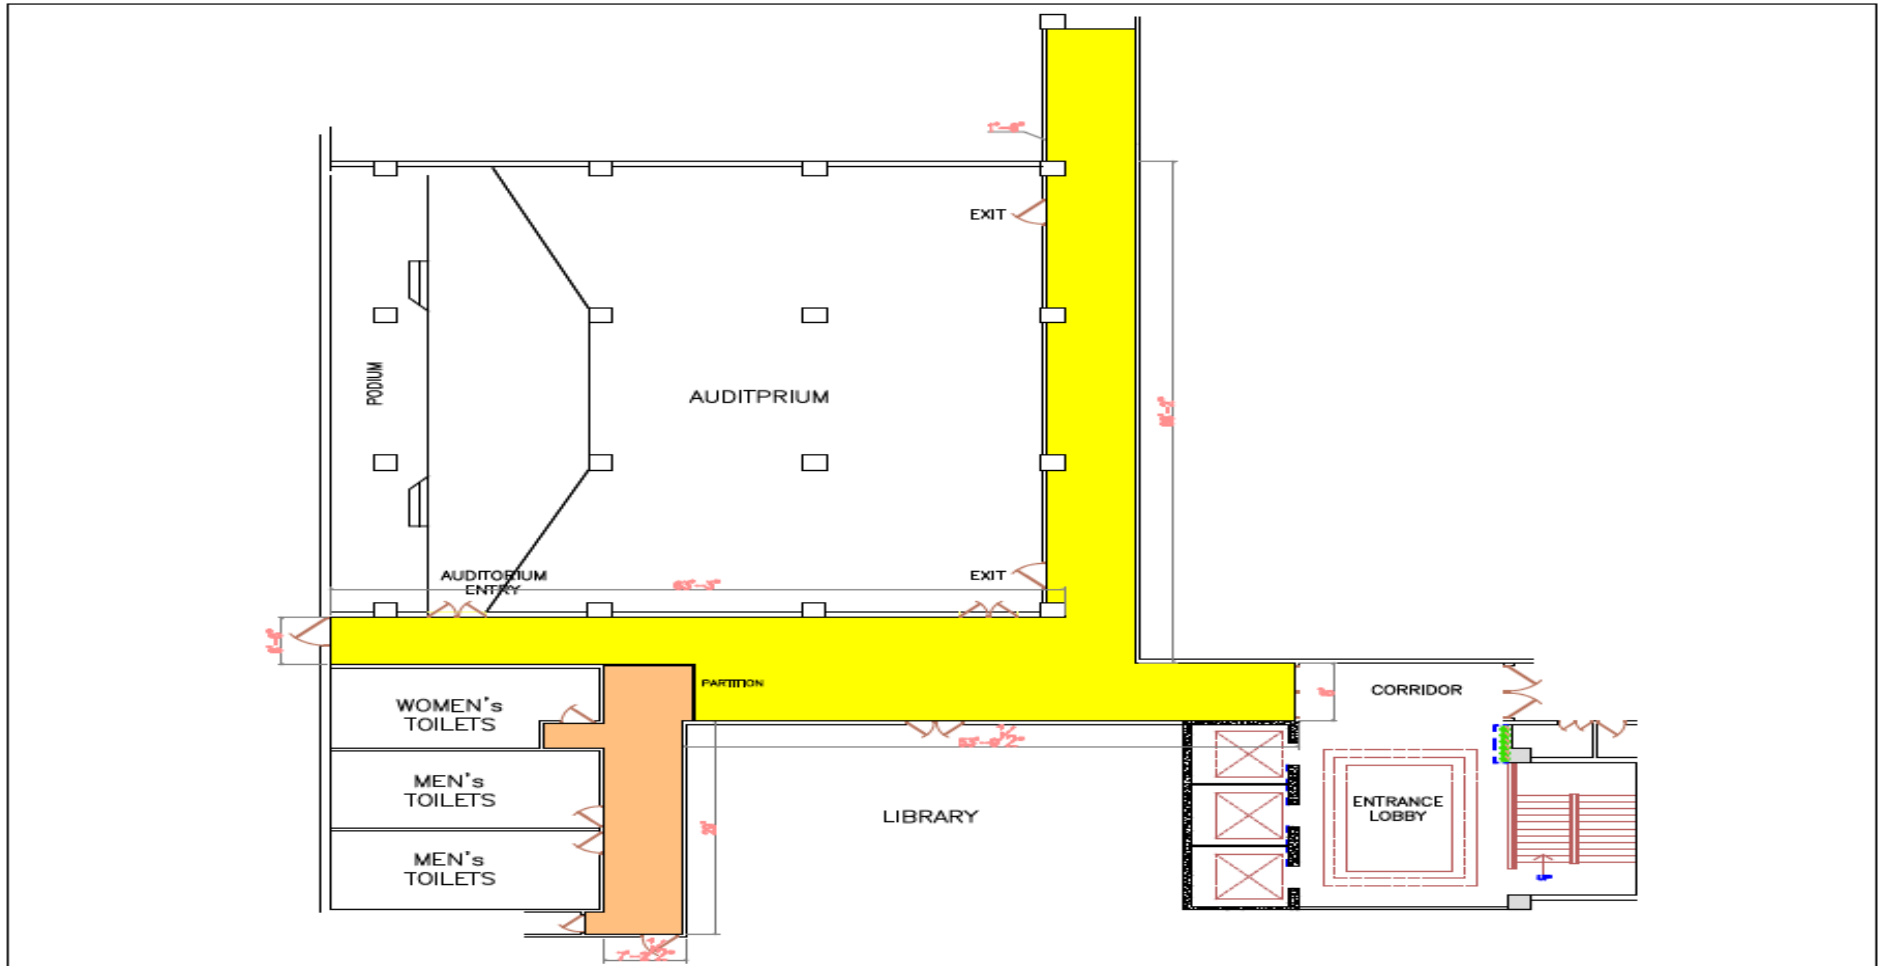 EXIT
PODIUM
AUDITPRIUM
AUDITORIUM
ENTRY
EXIT
PARTITION
CORRIDOR
WOMEN's
TOILETS
MEN's
TOILETS
ENTRANCE
LOBBY
LIBRARY
MEN's
TOILETS